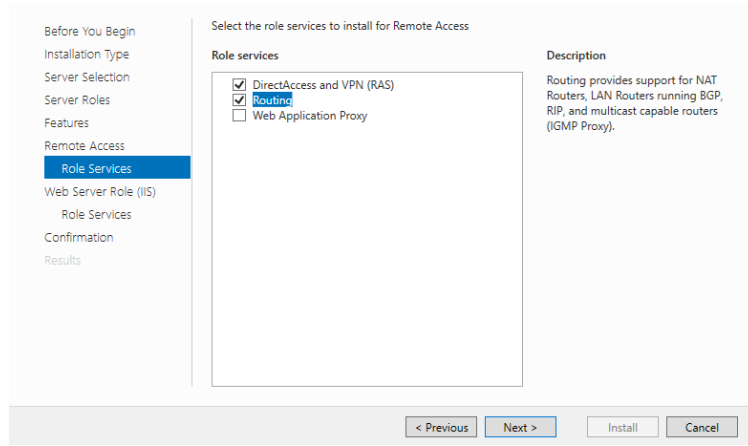 Before You Begin
Installation Type
Server Selection
Server Roles
Features
Remote Access
Role Services
Web Server Role (IIS)
Role Services
Confirmation
Results
Select the role services to install for Remote Access
Role services
DirectAccess and VPN (RAS)
Routing
Web Application Proxy
Description
Routing provides support for NAT
Routers, LAN Routers running BGP,
RIP, and multicast capable routers
(IGMP Proxy).
< Previous
Next >
Install
Cancel